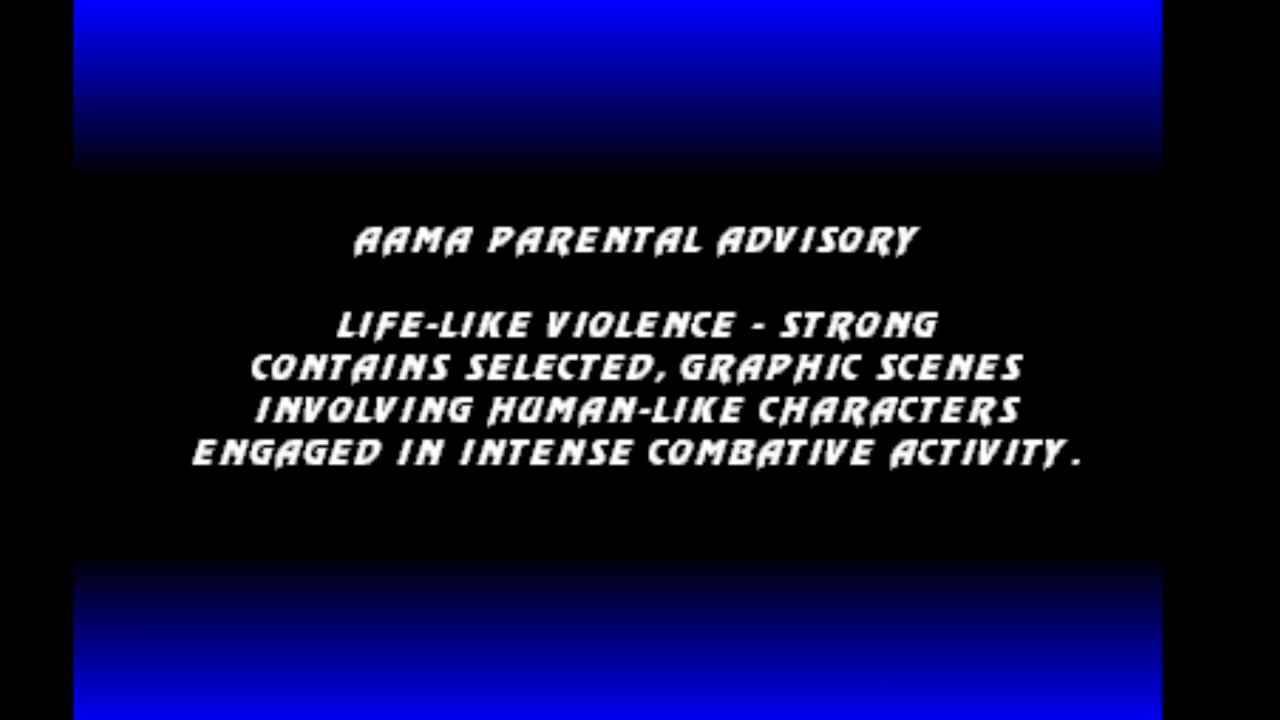 AAMA PARENTAL ADVISORY
LIFE-LIKE VIOLENCE - STRONG
CONTAINS SELECTED, GRAPHIC SCENES
INVOLVING HUMAN-LIKE CHARACTERS
ENGAGED IN INTENSE COMBATIVE ACTIVITY.